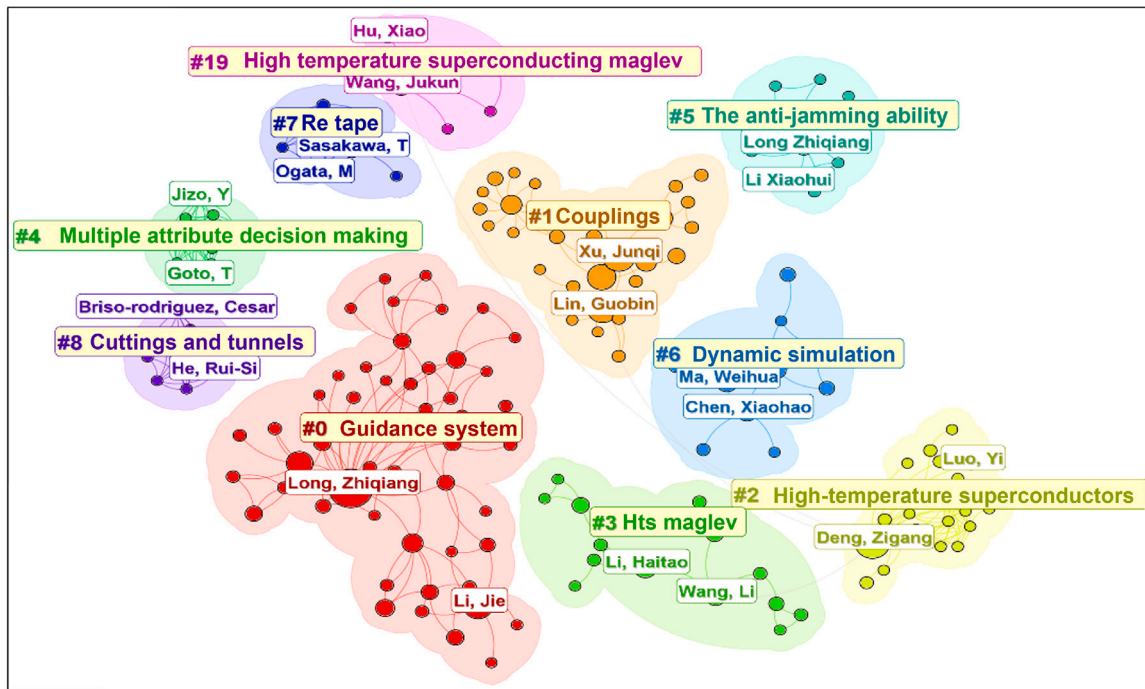 Hu, Xiao
#19 High temperature superconducting maglev
Wang, Jukun
#7 Re tape
Sasakawa, T
Ogata, M
#5 The anti-jamming ability
Long Zhiqiang
Li Xiaohui
Jizo, Y
#4 Multiple attribute decision making
Goto, T
#1 Couplings
Xu, Junqi
Lin, Guobin
Briso-rodriguez, Cesar
#8 Cuttings and tunnels
He, Rui-Si
#6 Dynamic simulation
Ma, Weihua
Chen, Xiaohao
#0 Guidance system
Long, Zhiqiang
Li, Jie
Luo, Yi
#2 High-temperature superconductors
Deng, Zigang
#3 Hts maglev
Li, Haitao
Wang, Li